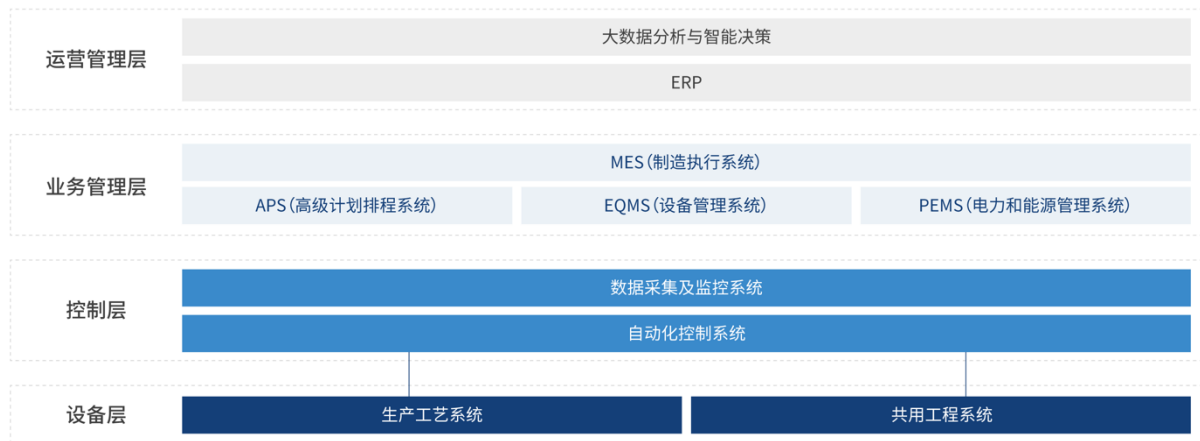 运营管理层
大数据分析与智能决策
ERP
业务管理层
MES(制造执行系统)
APS(高级计划排程系统)
EQMS(设备管理系统)
PEMS(电力和能源管理系统)
控制层
数据采集及监控系统
自动化控制系统
设备层
生产工艺系统
共用工程系统